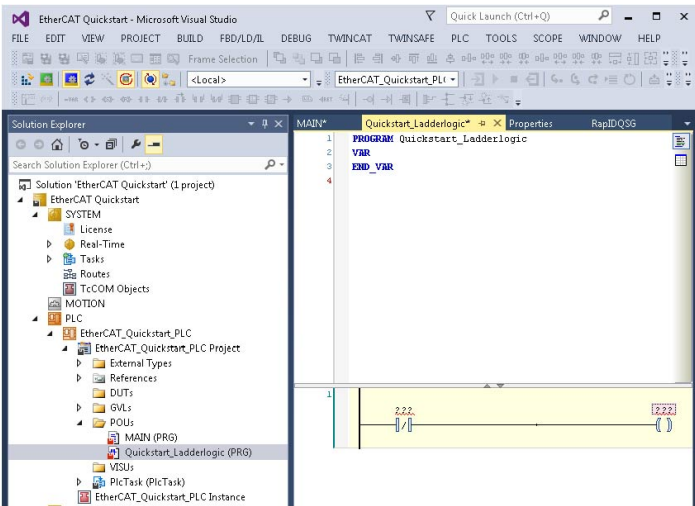 EtherCAT Quickstart - Microsoft Visual Studio
Quick Launch (Ctrl+Q)
FILE EDIT VIEW PROJECT BUILD FBD/LD/IL DEBUG TWINCAT TWINSAFE PLC TOOLS SCOPE WINDOW HELP
Frame Selection
<Local> EtherCAT_Quickstart_PL(
Solution Explorer
MAIN* Quickstart_Ladderlogic* Properties RapIDQSG
Search Solution Explorer (Ctrl+;)
1 PROGRAM Quickstart_Ladderlogic
2 VAR
3 END_VAR
4
Solution 'EtherCAT Quickstart' (1 project)
EtherCAT Quickstart
SYSTEM
License
Real-Time
Tasks
Routes
TcCOM Objects
MOTION
PLC
EtherCAT_Quickstart_PLC
EtherCAT_Quickstart_PLC Project
External Types
References
DUTs
GVLs
POUs
MAIN (PRG)
Quickstart_Ladderlogic (PRG)
VISUs
PlcTask (PlcTask)
EtherCAT_Quickstart_PLC Instance
1
??? ???